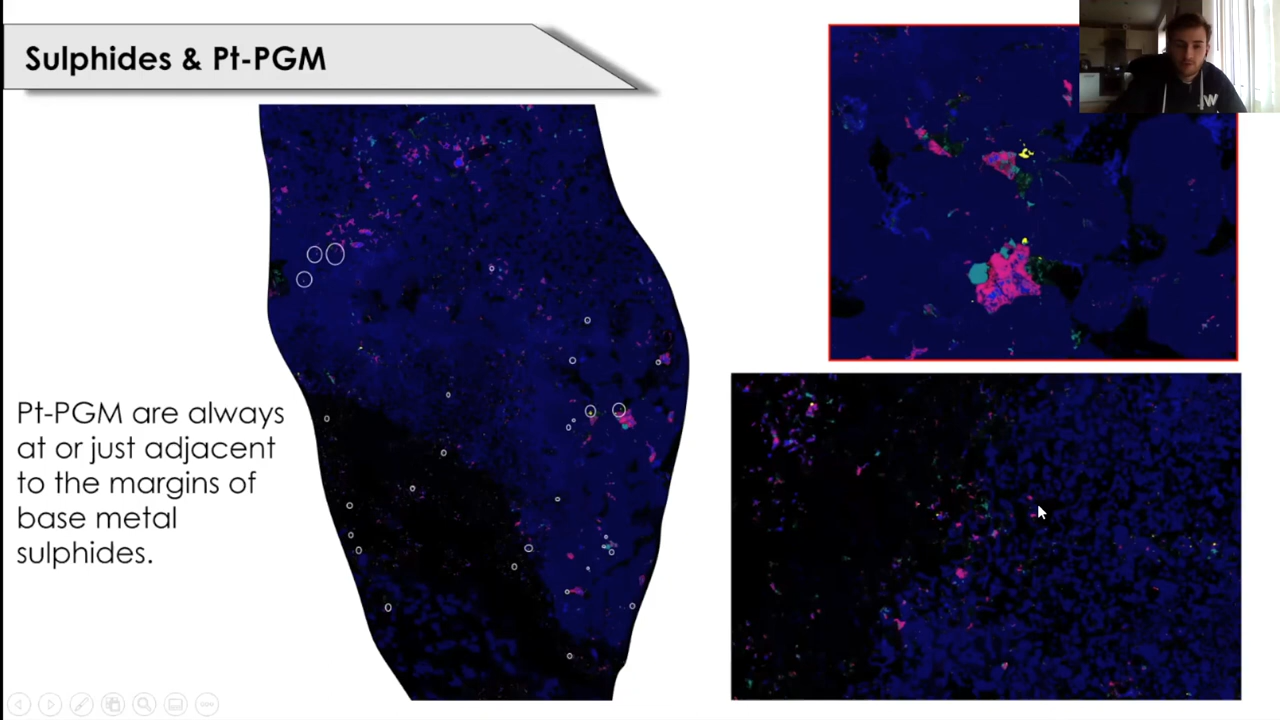 Sulphides & Pt-PGM
Pt-PGM are always
at or just adjacent
to the margins of
base metal
sulphides.
W